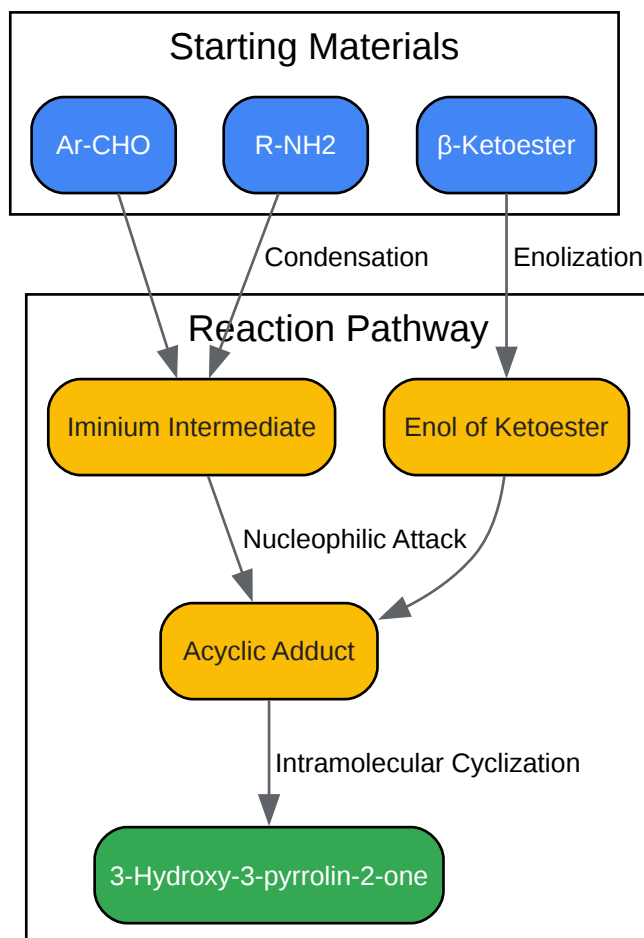 Starting Materials
Ar-CHO
R-NH2
β-Ketoester
Condensation
Enolization
Reaction Pathway
Iminium Intermediate
Enol of Ketoester
Nucleophilic Attack
Acyclic Adduct
Intramolecular Cyclization
3-Hydroxy-3-pyrrolin-2-one